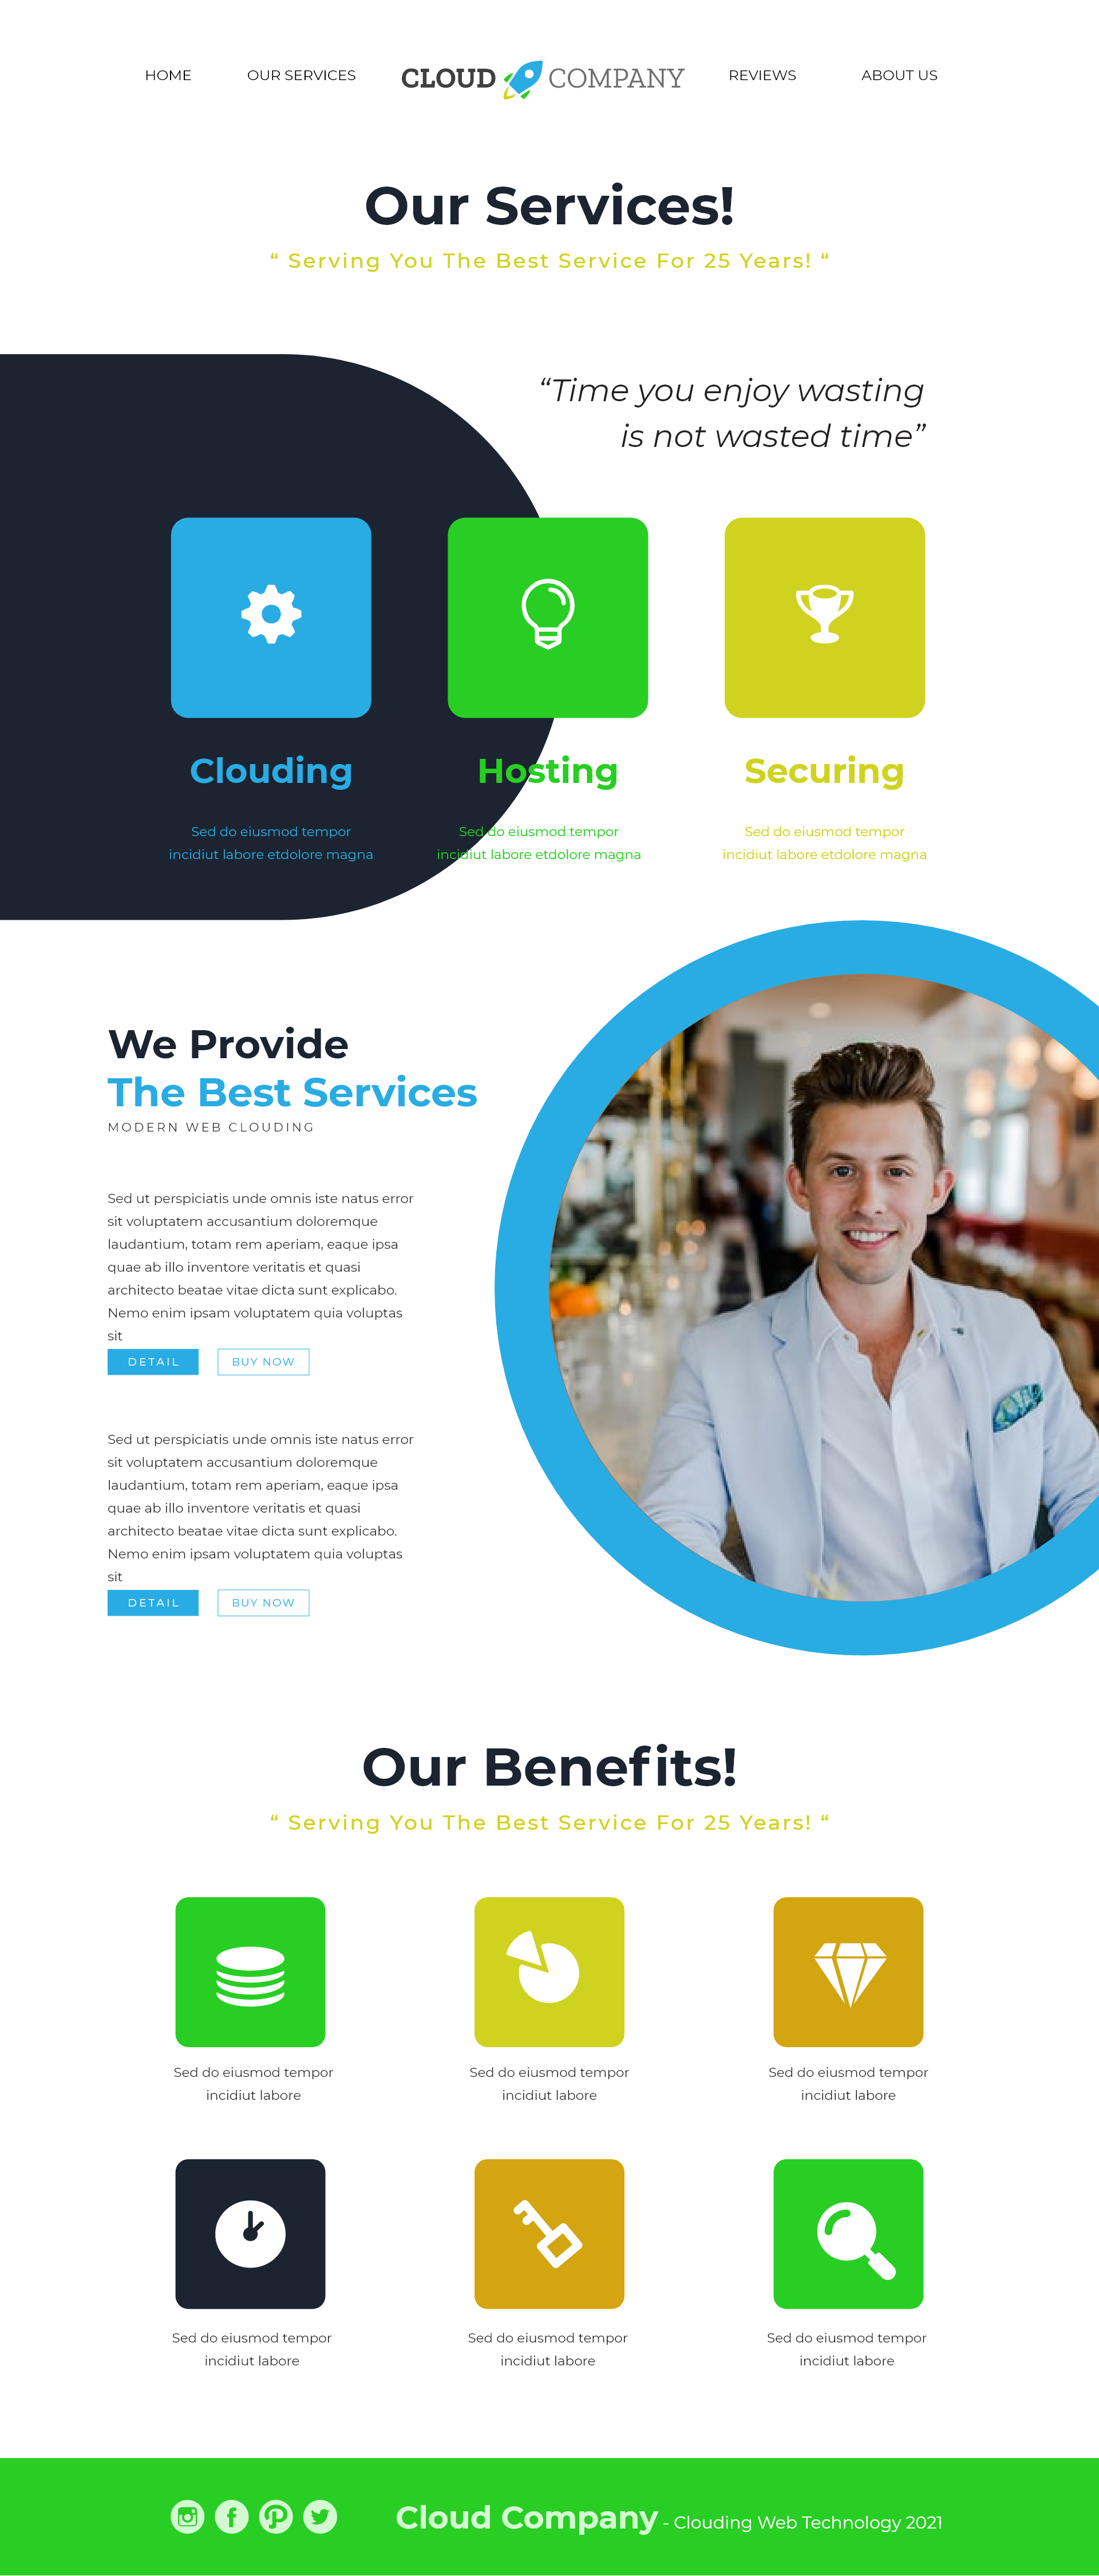 HOME OUR SERVICES CLOUD COMPANY REVIEWS ABOUT US
Our Services!
“ Serving You The Best Service For 25 Years! “
“Time you enjoy wasting
is not wasted time”
Clouding
Sed do eiusmod tempor
incidiut labore etdolore magna
Hosting
Sed do eiusmod tempor
incidiut labore etdolore magna
Securing
Sed do eiusmod tempor
incidiut labore etdolore magna
We Provide
The Best Services
MODERN WEB CLOUDING
Sed ut perspiciatis unde omnis iste natus error
sit voluptatem accusantium doloremque
laudantium, totam rem aperiam, eaque ipsa
quae ab illo inventore veritatis et quasi
architecto beatae vitae dicta sunt explicabo.
Nemo enim ipsam voluptatem quia voluptas
sit
DETAIL BUY NOW
Sed ut perspiciatis unde omnis iste natus error
sit voluptatem accusantium doloremque
laudantium, totam rem aperiam, eaque ipsa
quae ab illo inventore veritatis et quasi
architecto beatae vitae dicta sunt explicabo.
Nemo enim ipsam voluptatem quia voluptas
sit
DETAIL BUY NOW
Our Benefits!
“ Serving You The Best Service For 25 Years! “
Sed do eiusmod tempor
incidiut labore
Sed do eiusmod tempor
incidiut labore
Sed do eiusmod tempor
incidiut labore
Sed do eiusmod tempor
incidiut labore
Sed do eiusmod tempor
incidiut labore
Sed do eiusmod tempor
incidiut labore
Cloud Company - Clouding Web Technology 2021